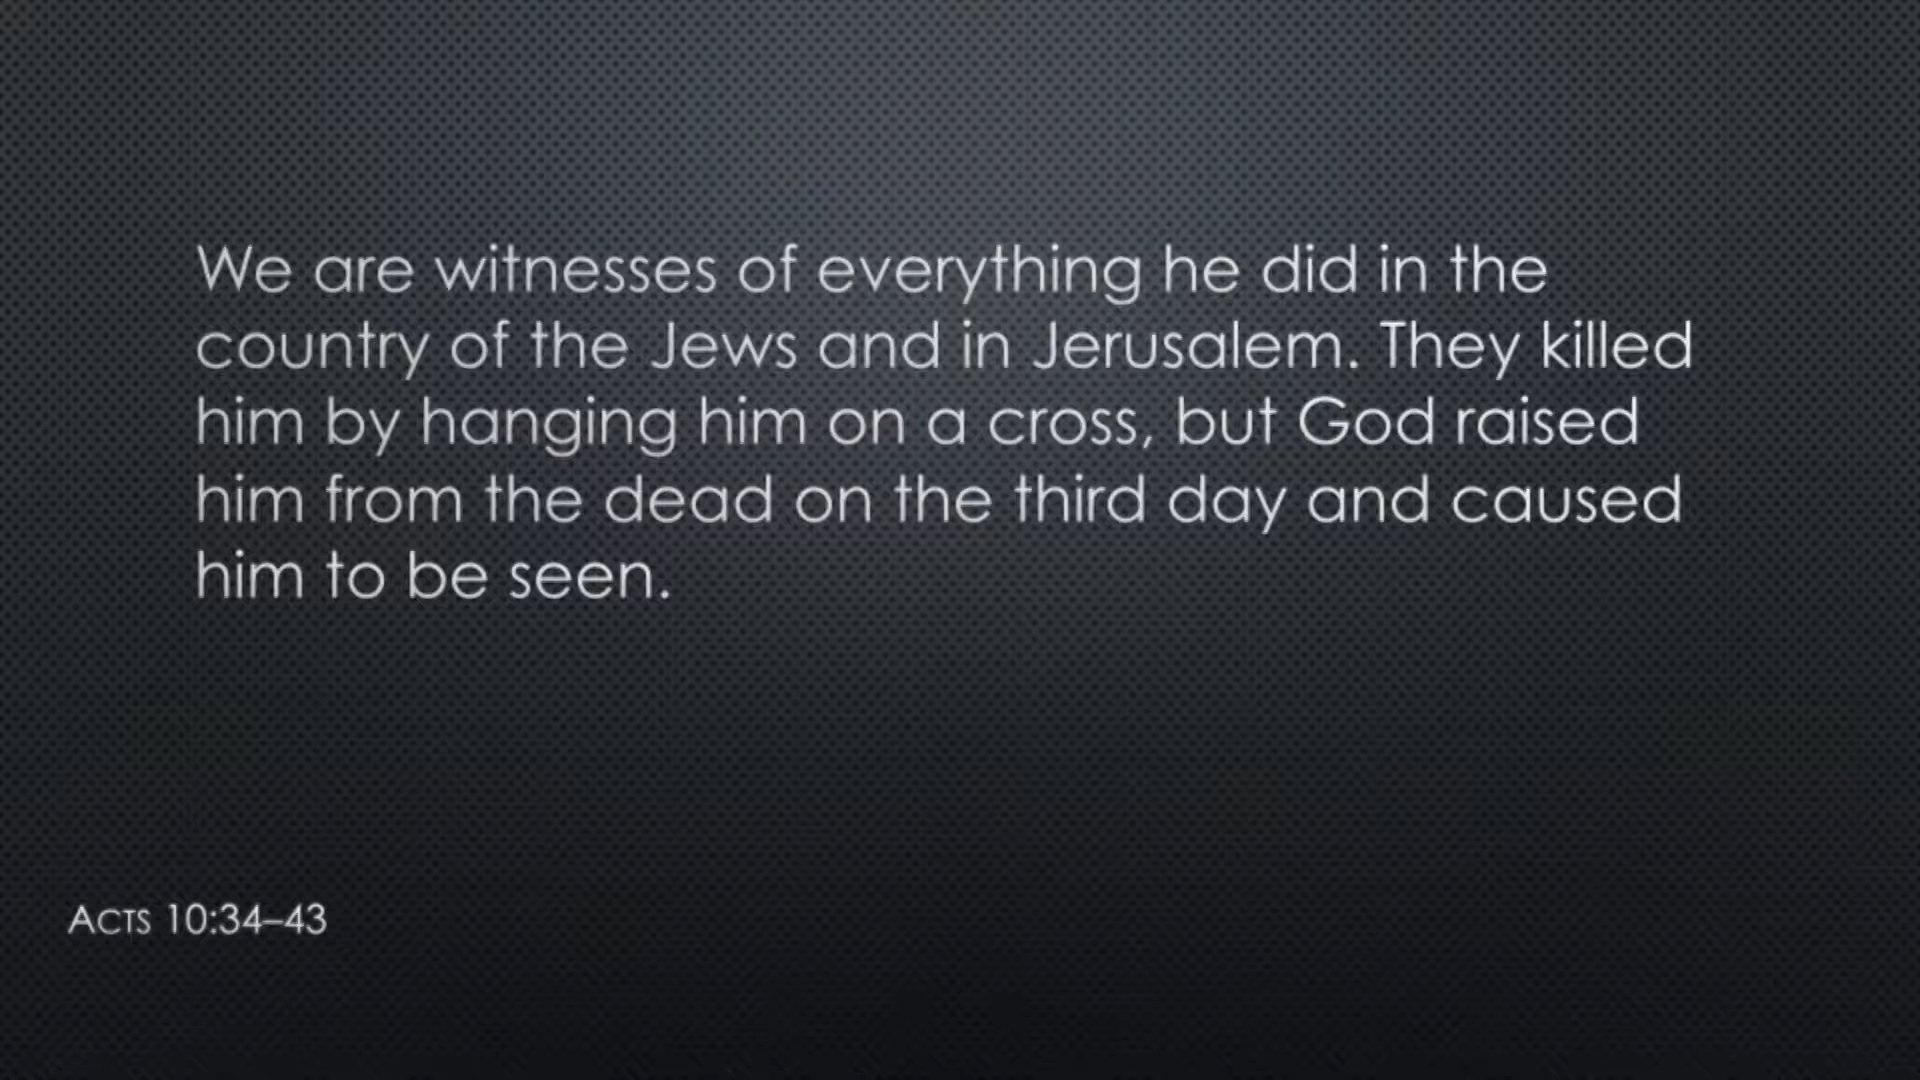 We are witnesses of everything he did in the
country of the Jews and in Jerusalem. They killed
him by hanging him on a cross, but God raised
him from the dead on the third day and caused
him to be seen.
Acts 10:34–43